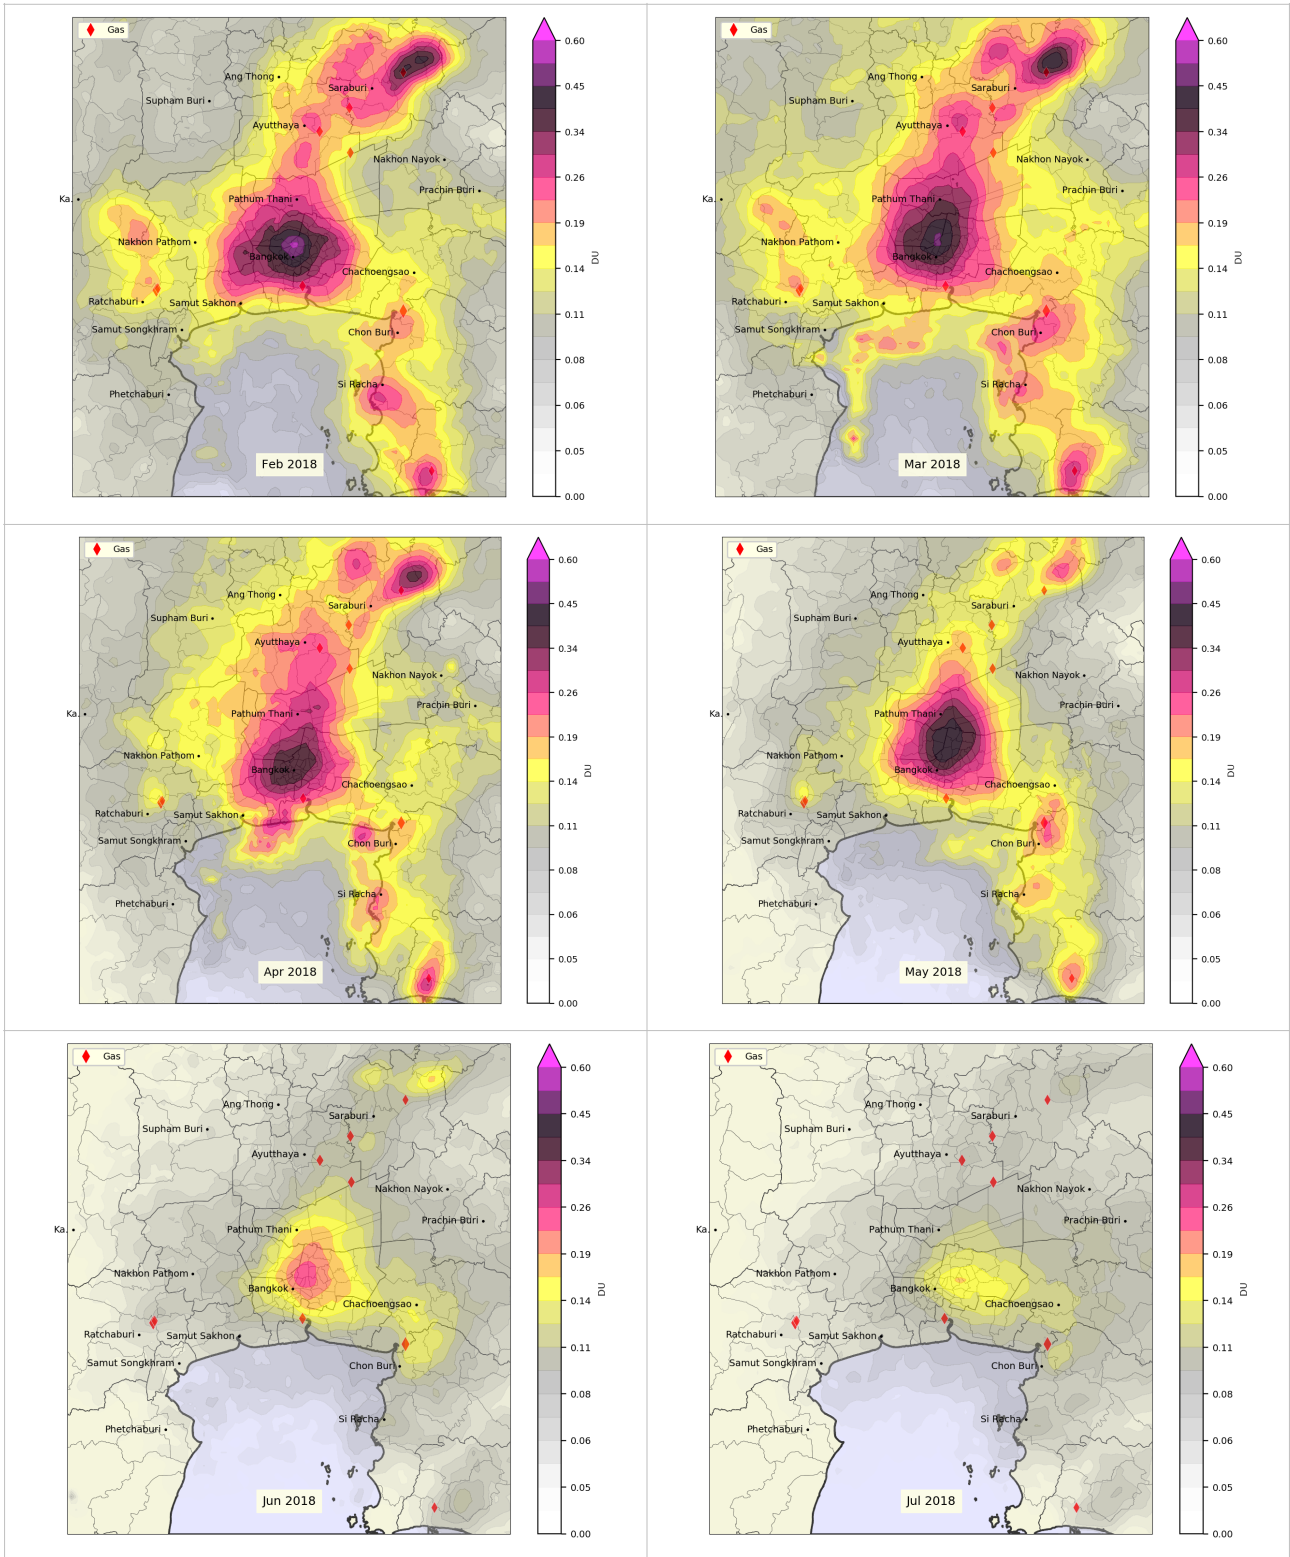 Gas
Ang Thong
Saraburi
Supham Buri
Ayutthaya
Nakhon Nayok
Prachin Buri
Ka.
Pathum Thani
Nakhon Pathom
Bangkok
Chachoengsao
Ratchaburi
Samut Sakhon
Samut Songkhram
Chon Buri
Si Racha
Phetchaburi
Feb 2018
0.60
0.45
0.34
0.26
0.19
0.14
0.11
0.08
0.06
0.05
0.00
DU
Gas
Ang Thong
Saraburi
Supham Buri
Ayutthaya
Nakhon Nayok
Prachin Buri
Ka.
Pathum Thani
Nakhon Pathom
Bangkok
Chachoengsao
Ratchaburi
Samut Sakhon
Samut Songkhram
Chon Buri
Si Racha
Phetchaburi
Mar 2018
0.60
0.45
0.34
0.26
0.19
0.14
0.11
0.08
0.06
0.05
0.00
DU
Gas
Ang Thong
Saraburi
Supham Buri
Ayutthaya
Nakhon Nayok
Prachin Buri
Ka.
Pathum Thani
Nakhon Pathom
Bangkok
Chachoengsao
Ratchaburi
Samut Sakhon
Samut Songkhram
Chon Buri
Si Racha
Phetchaburi
Apr 2018
0.60
0.45
0.34
0.26
0.19
0.14
0.11
0.08
0.06
0.05
0.00
DU
Gas
Ang Thong
Saraburi
Supham Buri
Ayutthaya
Nakhon Nayok
Prachin Buri
Ka.
Pathum Thani
Nakhon Pathom
Bangkok
Chachoengsao
Ratchaburi
Samut Sakhon
Samut Songkhram
Chon Buri
Si Racha
Phetchaburi
May 2018
0.60
0.45
0.34
0.26
0.19
0.14
0.11
0.08
0.06
0.05
0.00
DU
Gas
Ang Thong
Saraburi
Supham Buri
Ayutthaya
Nakhon Nayok
Prachin Buri
Ka.
Pathum Thani
Nakhon Pathom
Bangkok
Chachoengsao
Ratchaburi
Samut Sakhon
Samut Songkhram
Chon Buri
Si Racha
Phetchaburi
Jun 2018
0.60
0.45
0.34
0.26
0.19
0.14
0.11
0.08
0.06
0.05
0.00
DU
Gas
Ang Thong
Saraburi
Supham Buri
Ayutthaya
Nakhon Nayok
Prachin Buri
Ka.
Pathum Thani
Nakhon Pathom
Bangkok
Chachoengsao
Ratchaburi
Samut Sakhon
Samut Songkhram
Chon Buri
Si Racha
Phetchaburi
Jul 2018
0.60
0.45
0.34
0.26
0.19
0.14
0.11
0.08
0.06
0.05
0.00
DU